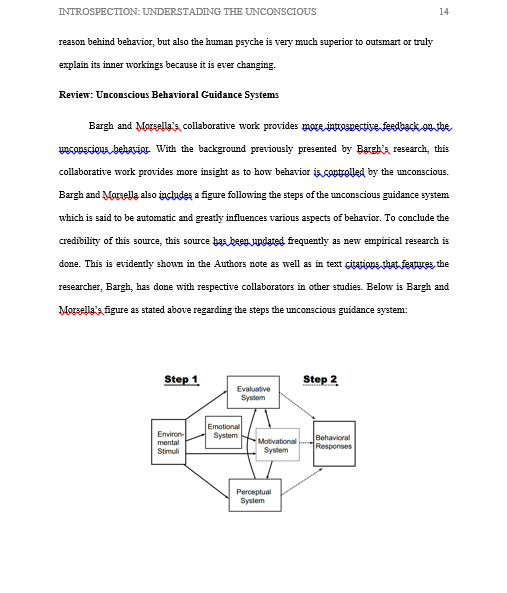 INTROSPECTION: UNDERSTADING THE UNCONSCIOUS 14
reason behind behavior, but also the human psyche is very much superior to outsmart or truly
explain its inner workings because it is ever changing.
Review: Unconscious Behavioral Guidance Systems
Bargh and Morsella's collaborative work provides more introspective feedback on the
unconscious behavior. With the background previously presented by Bargh's research, this
collaborative work provides more insight as to how behavior is controlled by the unconscious.
Bargh and Morsella also includes a figure following the steps of the unconscious guidance system
which is said to be automatic and greatly influences various aspects of behavior. To conclude the
credibility of this source, this source has been updated frequently as new empirical research is
done. This is evidently shown in the Authors note as well as in text citations that features the
researcher, Bargh, has done with respective collaborators in other studies. Below is Bargh and
Morsella's figure as stated above regarding the steps the unconscious guidance system:
Step 1
Step 2
Evaluative
System
Emotional
System
Environ-
mental
Stimuli
Motivational
System
Behavioral
Responses
Perceptual
System